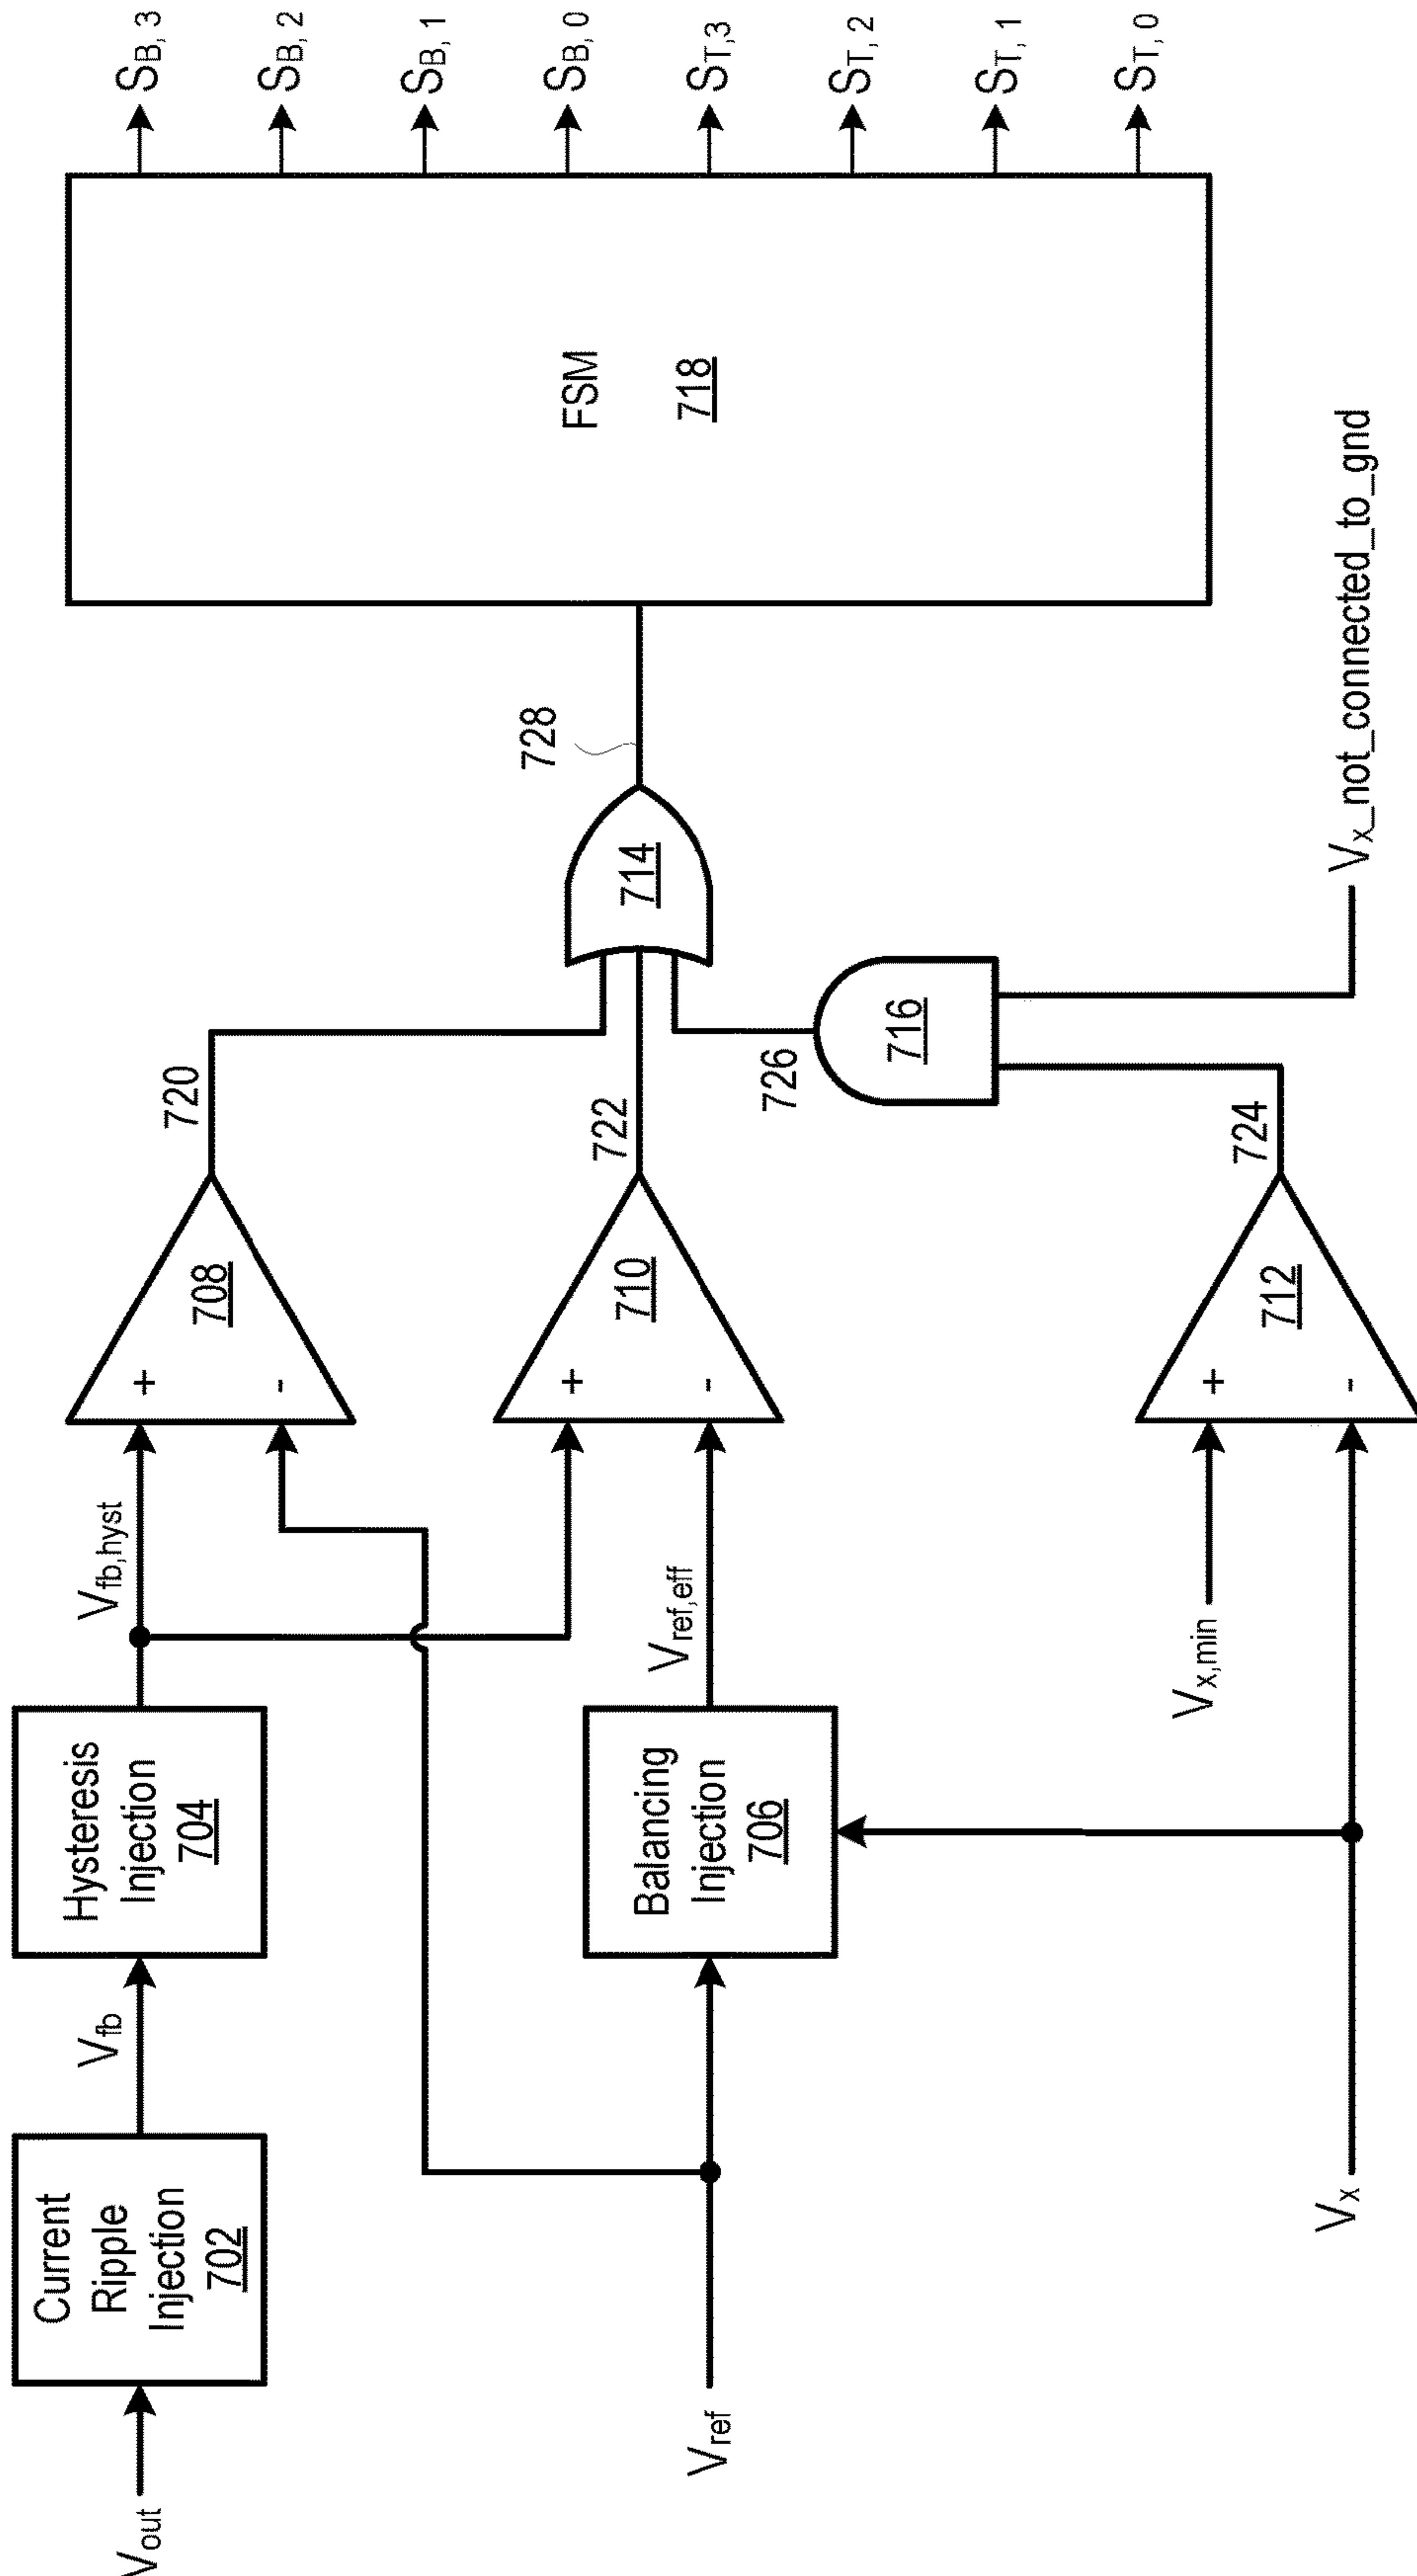 Vout
Current
Ripple
Injection
702
Vfb
Hysteresis
Injection
704
Vfb,hyst
+
-
708
720
Vref
Balancing
Injection
706
Vref,eff
+
-
710
722
Vx
Vx,min
+
-
712
724
726
716
Vx_not_connected_to_gnd
714
728
FSM
718
SB, 3
SB, 2
SB, 1
SB, 0
ST,3
ST, 2
ST, 1
ST, 0